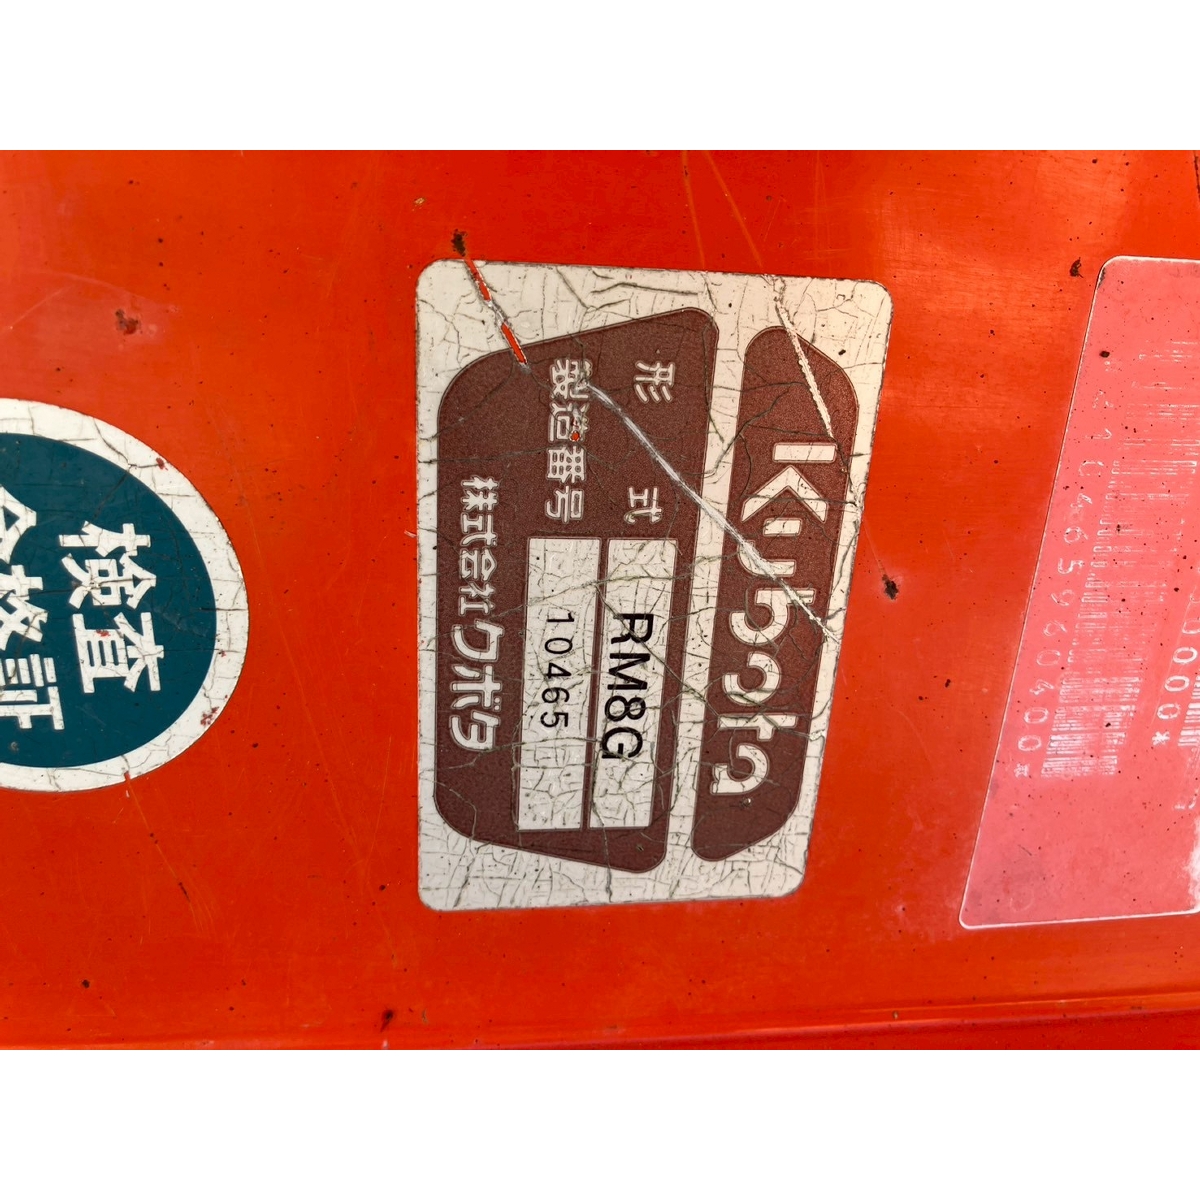 Kubota
形式 RM8G
製造番号 10465
株式会社クボタ
検査
合格証